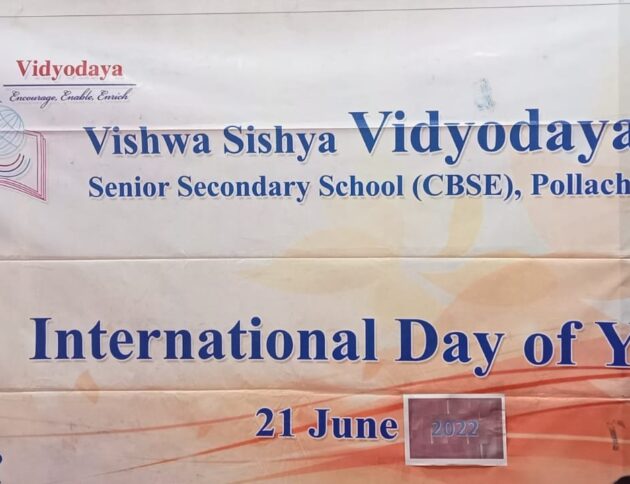 Vidyodaya
Encourage, Enable, Enrich
Vishwa Sishya Vidyodaya
Senior Secondary School (CBSE), Pollach
International Day of Y
21 June 2022